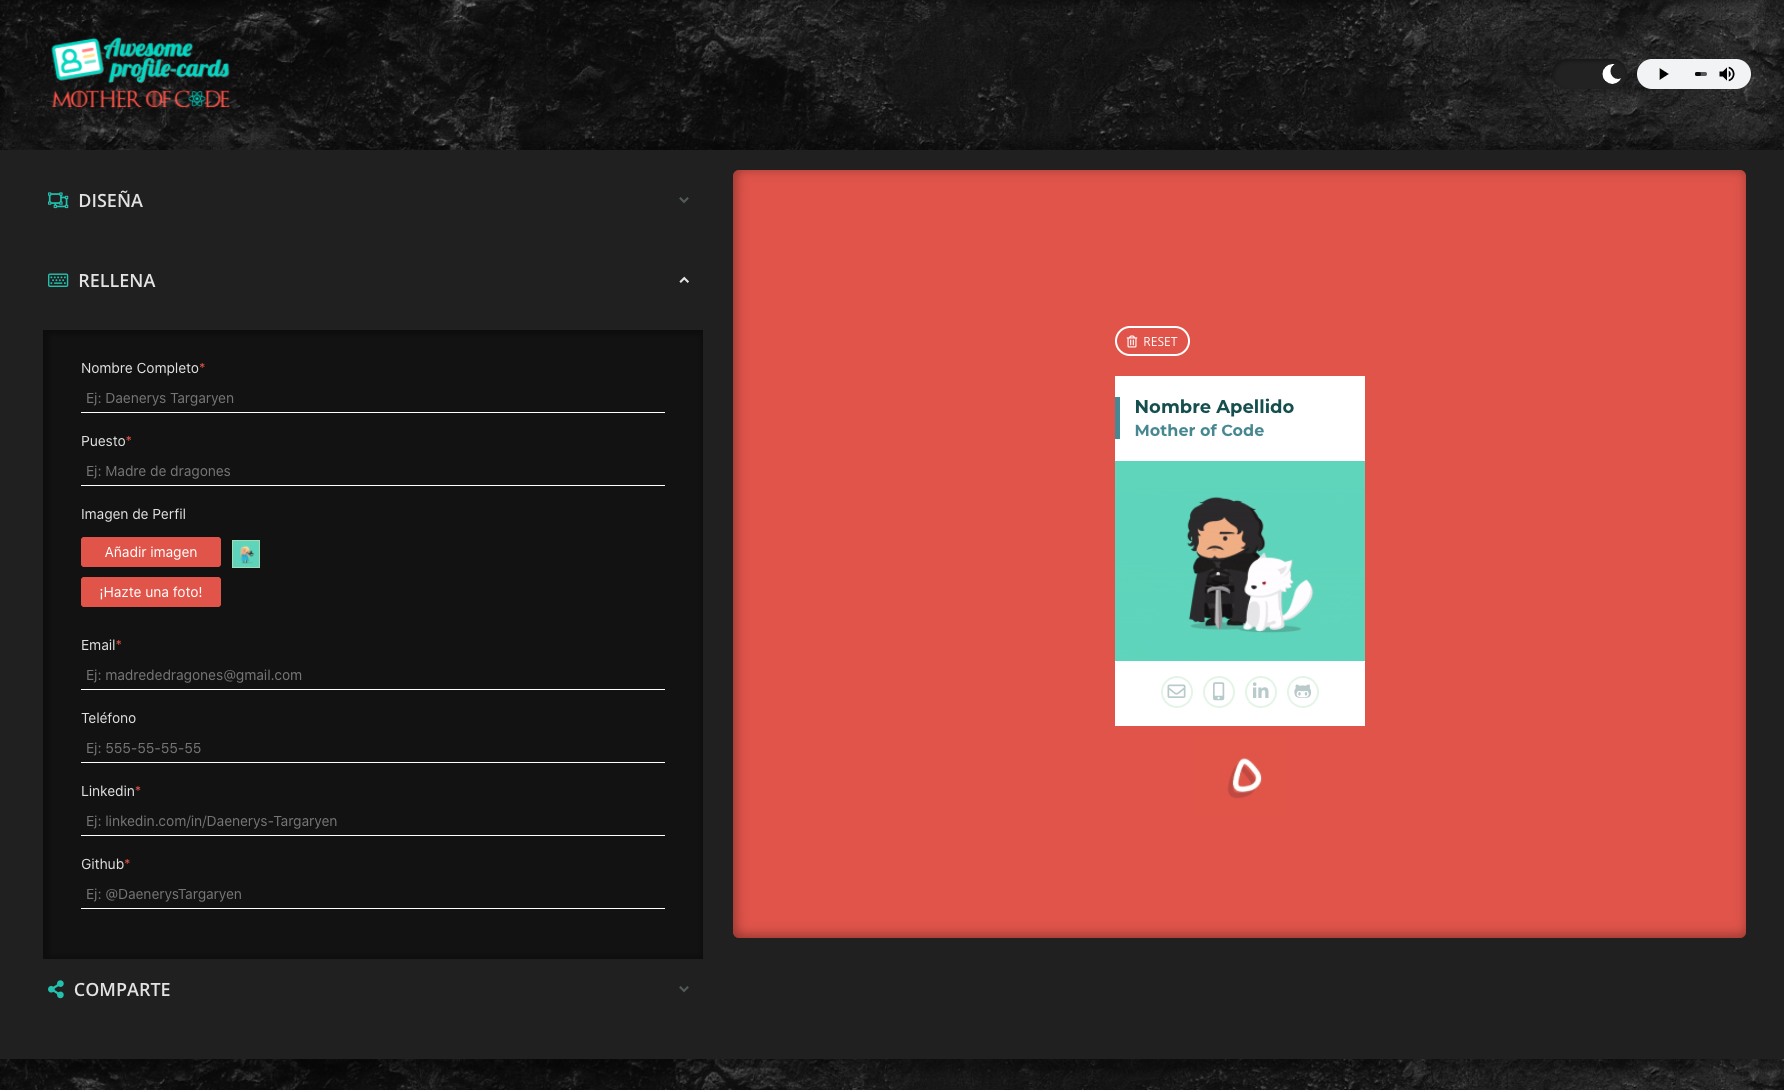 Awesome
profile-cards
MOTHER OF CODE
DISEÑA
RELLENA
Nombre Completo*
Ej: Daenerys Targaryen
Puesto*
Ej: Madre de dragones
Imagen de Perfil
Añadir imagen
¡Hazte una foto!
Email*
Ej: madrededragones@gmail.com
Teléfono
Ej: 555-55-55-55
Linkedin*
Ej: linkedin.com/in/Daenerys-Targaryen
Github*
Ej: @DaenerysTargaryen
COMPARTE
RESET
Nombre Apellido
Mother of Code
in